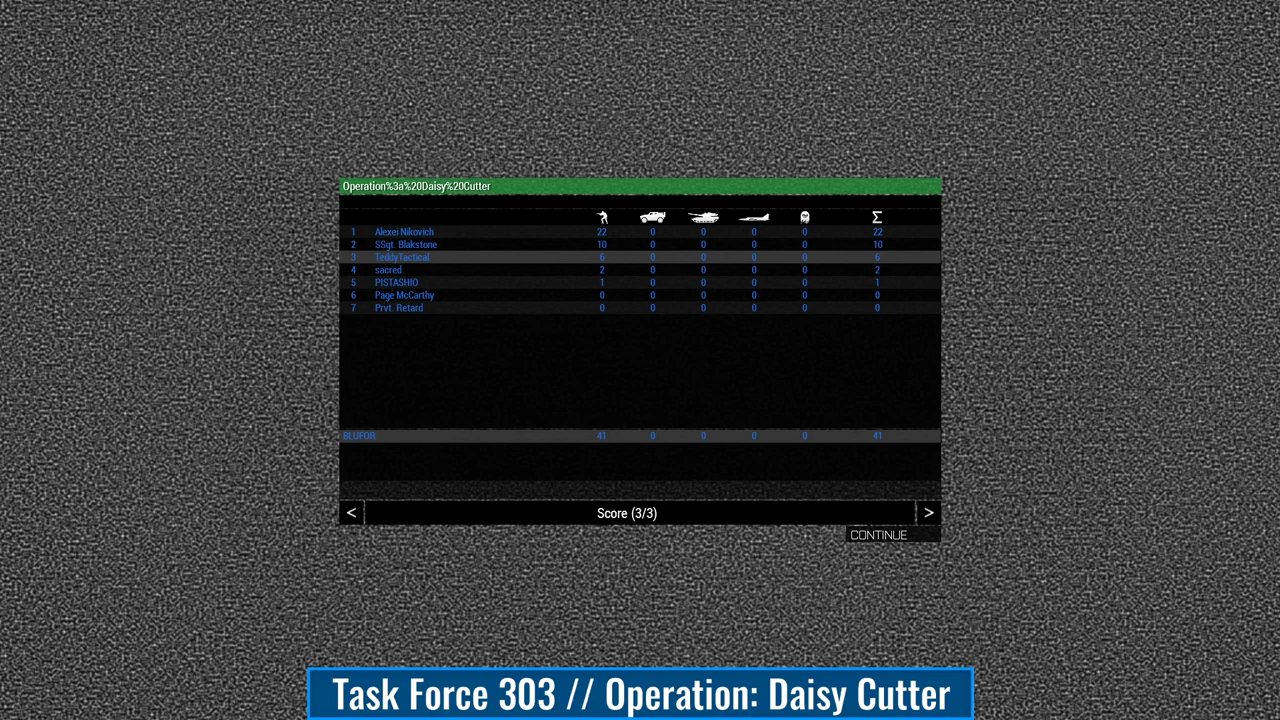 Operation%3a%20Daisy%20Cutter
Σ
1 Alexei Nikovich 22 0 0 0 0 22
2 SSgt. Blakstone 10 0 0 0 0 10
3 TeddyTactical 6 0 0 0 0 6
4 sacred 2 0 0 0 0 2
5 PISTASHIO 1 0 0 0 0 1
6 Page McCarthy 0 0 0 0 0 0
7 Prvt. Retard 0 0 0 0 0 0
BLUFOR 41 0 0 0 0 41
< Score (3/3) >
CONTINUE
Task Force 303 // Operation: Daisy Cutter